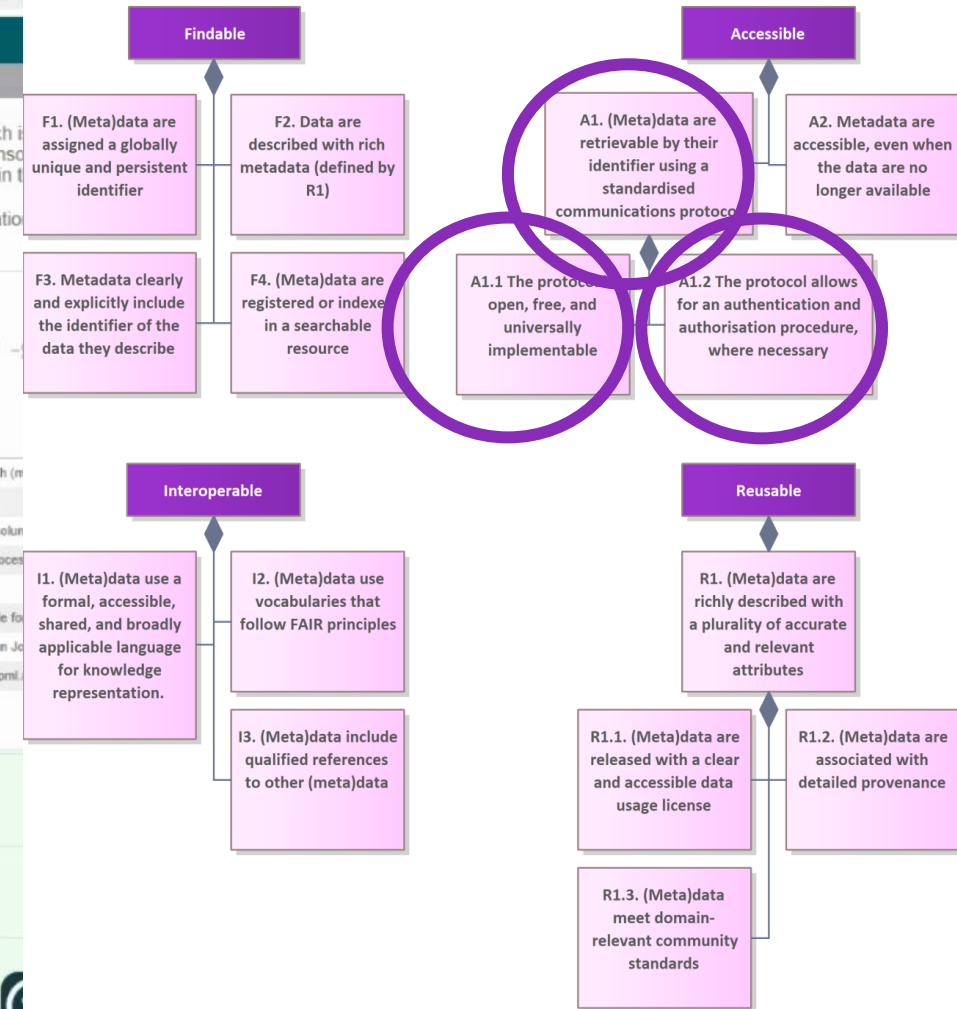 Findable
F1. (Meta)data are
assigned a globally
unique and persistent
identifier
F2. Data are
described with rich
metadata (defined by
R1)
F3. Metadata clearly
and explicitly include
the identifier of the
data they describe
F4. (Meta)data are
registered or indexe
in a searchable
resource
Accessible
A1. (Meta)data are
retrievable by their
identifier using a
standardised
communications protoco
A2. Metadata are
accessible, even when
the data are no
longer available
A1.1 The protoc
open, free, and
universally
implementable
A1.2 The protocol allows
for an authentication and
authorisation procedure,
where necessary
Interoperable
I1. (Meta)data use a
formal, accessible,
shared, and broadly
applicable language
for knowledge
representation.
I2. (Meta)data use
vocabularies that
follow FAIR principles
I3. (Meta)data include
qualified references
to other (meta)data
Reusable
R1. (Meta)data are
richly described with
a plurality of accurate
and relevant
attributes
R1.1. (Meta)data are
released with a clear
and accessible data
usage license
R1.2. (Meta)data are
associated with
detailed provenance
R1.3. (Meta)data
meet domain-
relevant community
standards